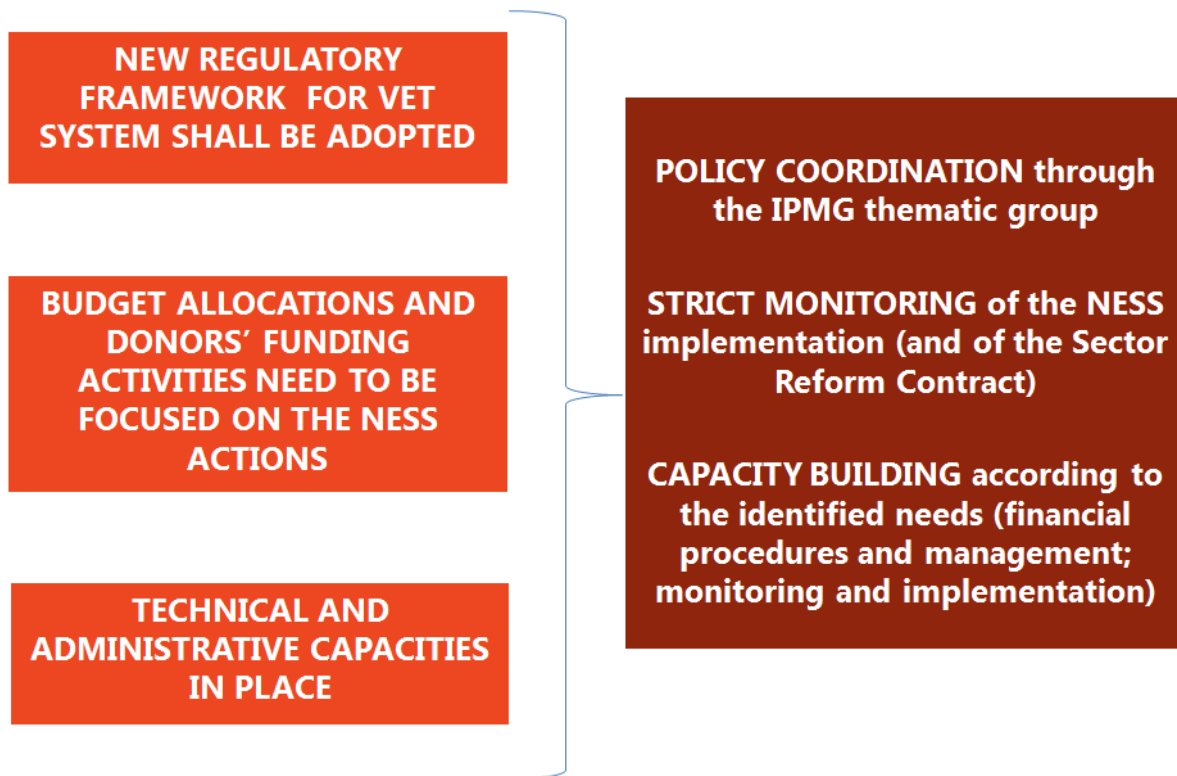 NEW REGULATORY
FRAMEWORK  FOR VET
SYSTEM SHALL BE ADOPTED
BUDGET ALLOCATIONS AND
DONORS’ FUNDING
ACTIVITIES NEED TO BE
FOCUSED ON THE NESS
ACTIONS
TECHNICAL AND
ADMINISTRATIVE CAPACITIES
IN PLACE
POLICY COORDINATION through
the IPMG thematic group
STRICT MONITORING of the NESS
implementation (and of the Sector
Reform Contract)
CAPACITY BUILDING according to
the identified needs (financial
procedures and management;
monitoring and implementation)